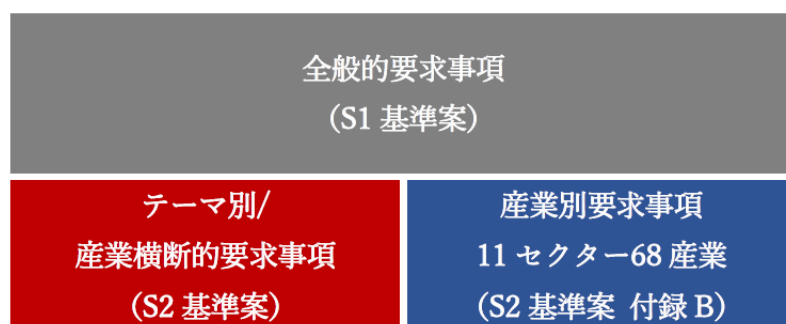 全般的要求事項
（S1 基準案）
テーマ別/
産業横断的要求事項
（S2 基準案）
産業別要求事項
11 セクター68 産業
（S2 基準案 付録 B）